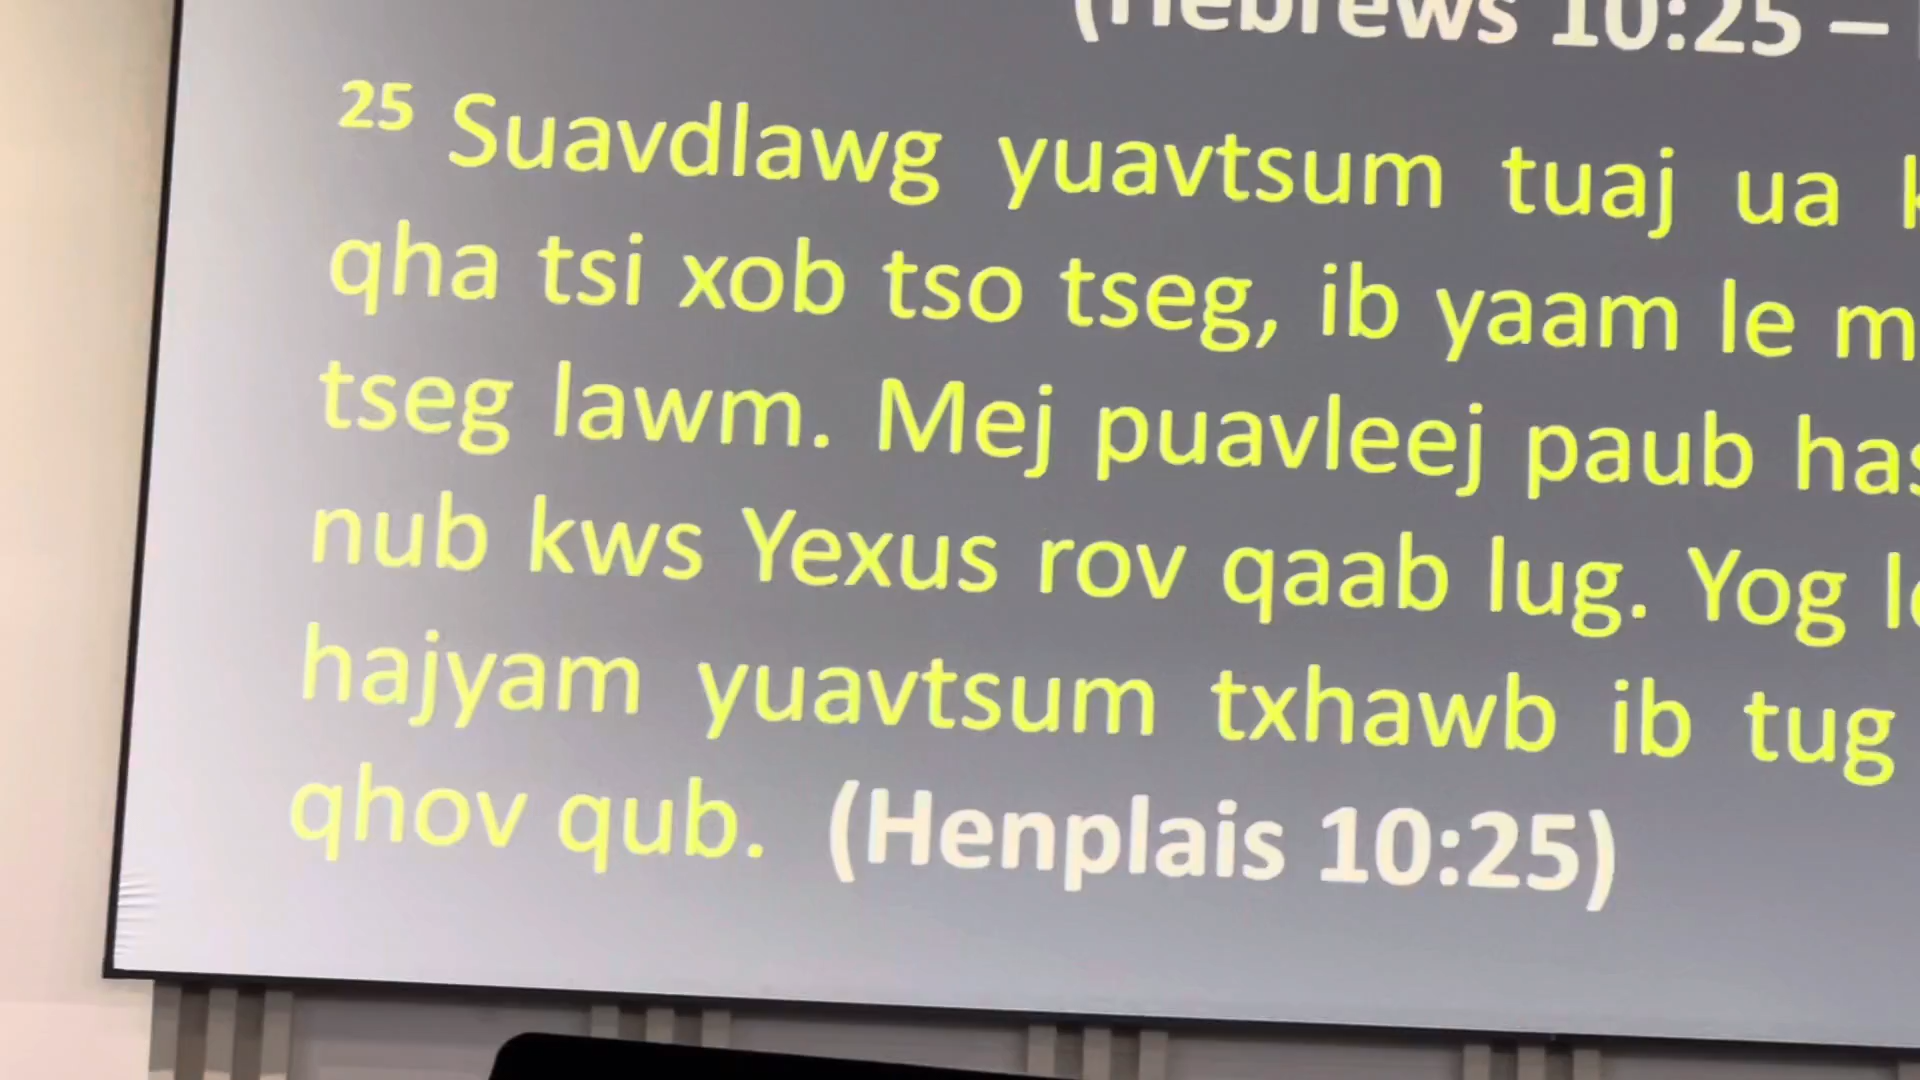 (Hebrews 10:25 –
25 Suavdlawg yuavtsum tuaj ua
qha tsi xob tso tseg, ib yaam le
tseg lawm. Mej puavleej paub
nub kws Yexus rov qaab lug. Yog
hajyam yuavtsum txhawb ib tug
qhov qub. (Henplais 10:25)